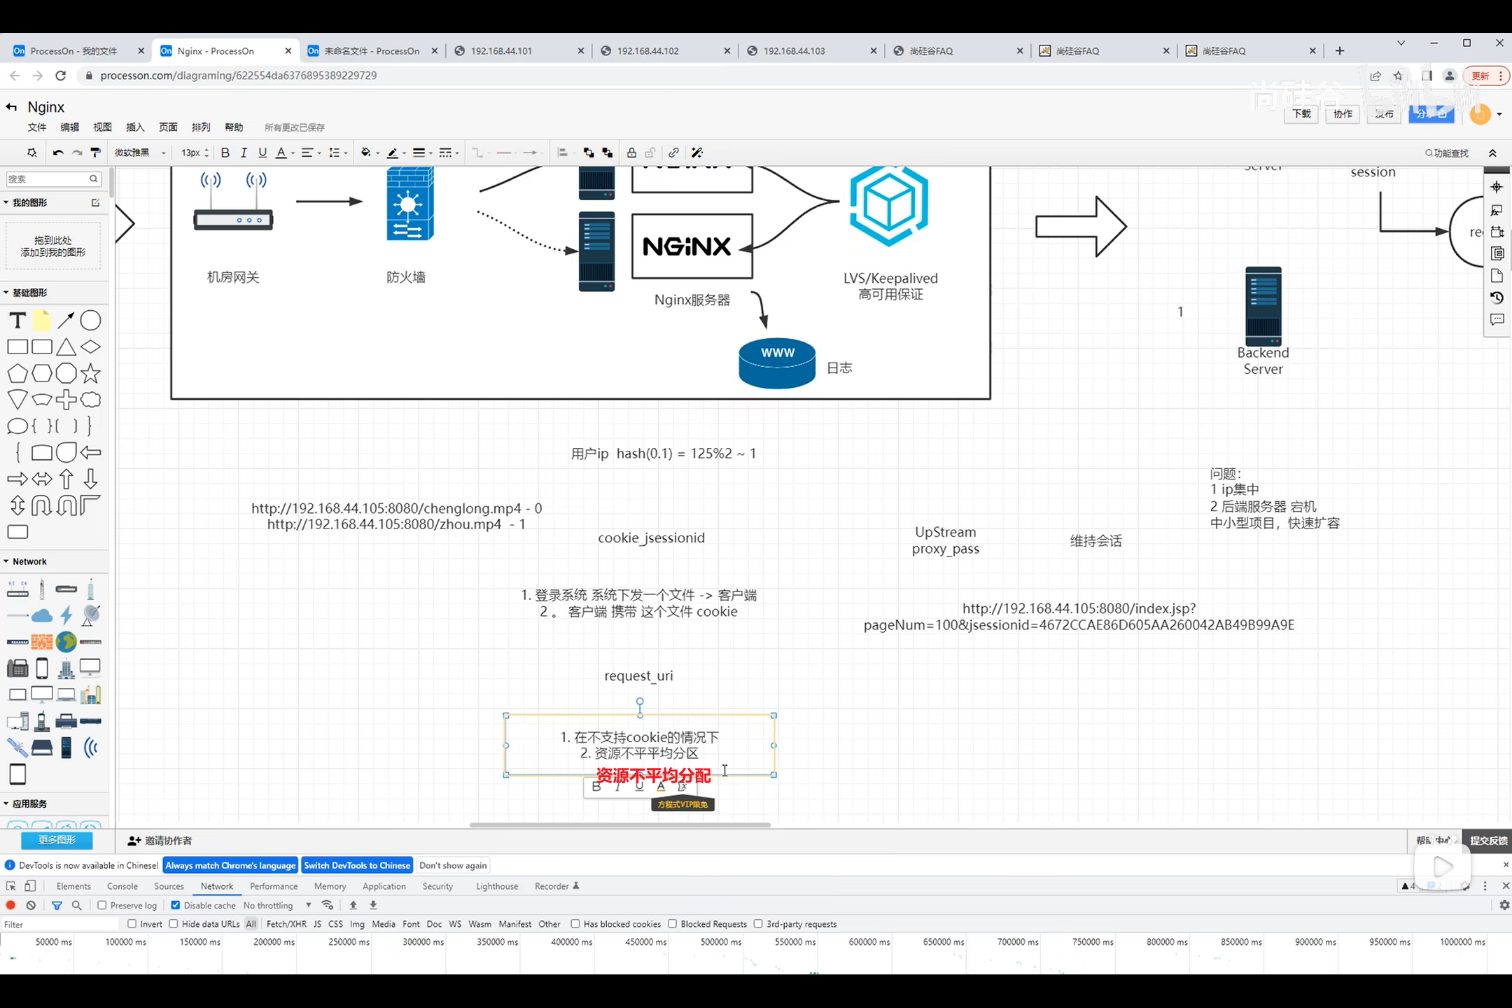 ProcessOn - 我的文件
Nginx - ProcessOn
未命名文件 - ProcessOn
192.168.44.101
192.168.44.102
192.168.44.103
尚硅谷FAQ
尚硅谷FAQ
尚硅谷FAQ
processon.com/diagraming/622554da6376895389229729
更新
Nginx
尚硅谷
文件 编辑 视图 插入 页面 排列 帮助 所有更改已保存
下载 协作 发布
微软雅黑 13px B I U A
功能查找
搜索
我的图形
拖到此处
添加到我的图形
基础图形
Network
应用服务
更多图形
机房网关
防火墙
NGINX
Nginx服务器
LVS/Keepalived
高可用保证
WWW
日志
Server
session
1
Backend
Server
用户ip hash(0.1) = 125%2 ~ 1
问题:
1 ip集中
2 后端服务器 宕机
中小型项目，快速扩容
http://192.168.44.105:8080/chenglong.mp4 - 0
http://192.168.44.105:8080/zhou.mp4 - 1
cookie_jsessionid
UpStream
proxy_pass
维持会话
1. 登录系统 系统下发一个文件 -> 客户端
2 。 客户端 携带 这个文件 cookie
http://192.168.44.105:8080/index.jsp?
pageNum=100&jsessionid=4672CCAE86D605AA260042AB49B99A9E
request_uri
1. 在不支持cookie的情况下
2. 资源不平平均分区
资源不平均分配
B I U A
方程式VIP限免
邀请协作者
帮助中心
提交反馈
DevTools is now available in Chinese! Always match Chrome's language Switch DevTools to Chinese Don't show again
Elements Console Sources Network Performance Memory Application Security Lighthouse Recorder
Preserve log Disable cache No throttling
Filter Invert Hide data URLs All Fetch/XHR JS CSS Img Media Font Doc WS Wasm Manifest Other Has blocked cookies Blocked Requests 3rd-party requests
50000 ms 100000 ms 150000 ms 200000 ms 250000 ms 300000 ms 350000 ms 400000 ms 450000 ms 500000 ms 550000 ms 600000 ms 650000 ms 700000 ms 750000 ms 800000 ms 850000 ms 900000 ms 950000 ms 1000000 ms